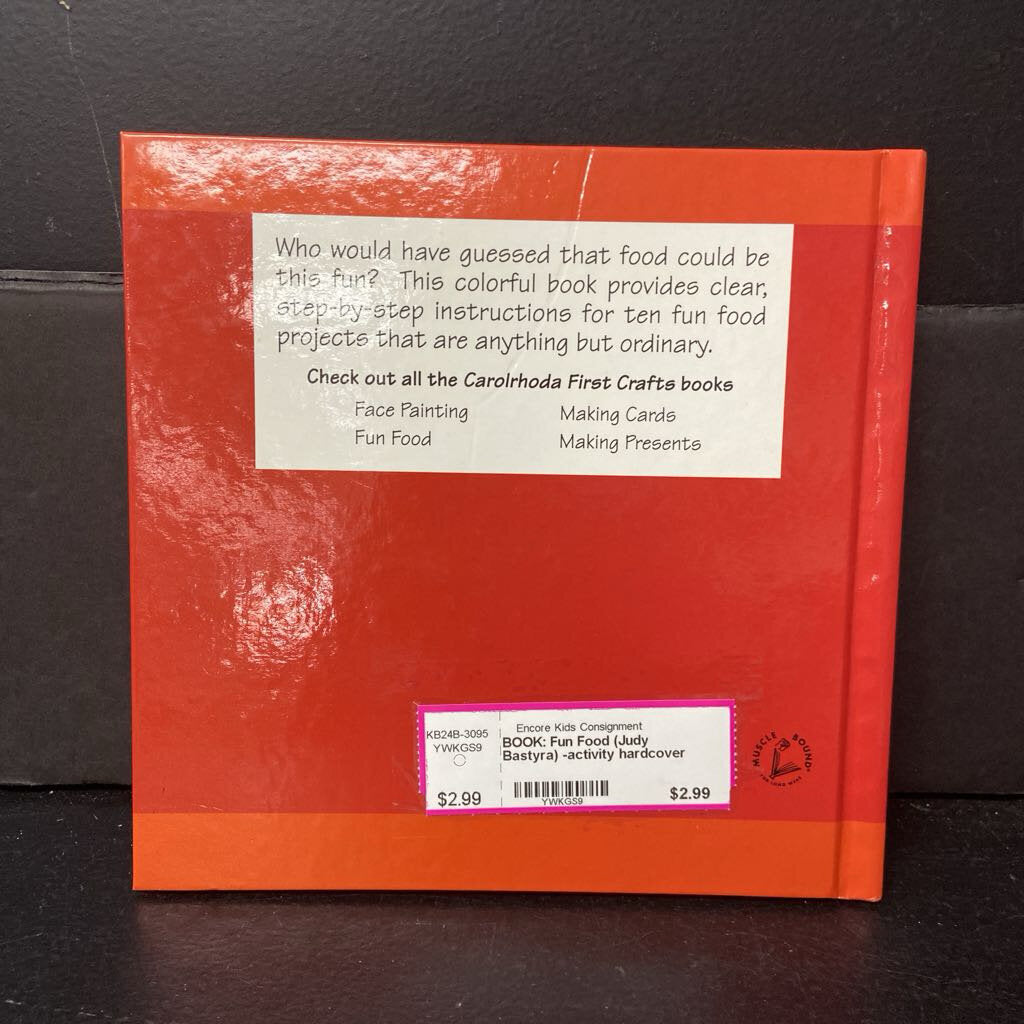 Who would have guessed that food could be
this fun? This colorful book provides clear,
step-by-step instructions for ten fun food
projects that are anything but ordinary.
Check out all the Carolrhoda First Crafts books
Face Painting
Making Cards
Fun Food
Making Presents
KB24B-3095
YWKGS9
$2.99
Encore Kids Consignment
BOOK: Fun Food (Judy
Bastyra) -activity hardcover
YWKGS9
$2.99
MUSCLE BOUND®
FOR LONG WEAR